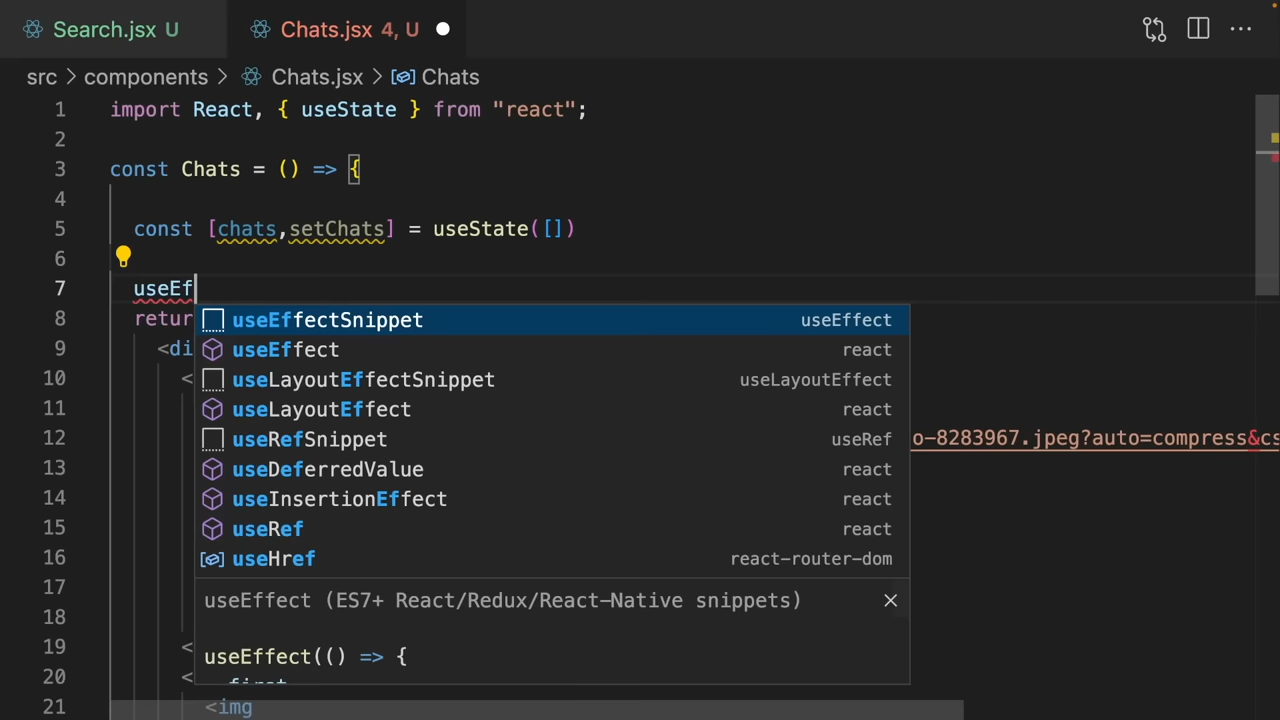 Search.jsx U
Chats.jsx 4, U
src > components > Chats.jsx > Chats
1 import React, { useState } from "react";
2
3 const Chats = () => {
4
5 const [chats,setChats] = useState([])
6
7 useEf
8 retur
9 <di
10 <
11
12 o-8283967.jpeg?auto=compress&cs
13
14
15
16
17
18
19 <
20 <
21 <img
useEffectSnippet useEffect
useEffect react
useLayoutEffectSnippet useLayoutEffect
useLayoutEffect react
useRefSnippet useRef
useDeferredValue react
useInsertionEffect react
useRef react
useHref react-router-dom
useEffect (ES7+ React/Redux/React-Native snippets)
useEffect(() => {
first